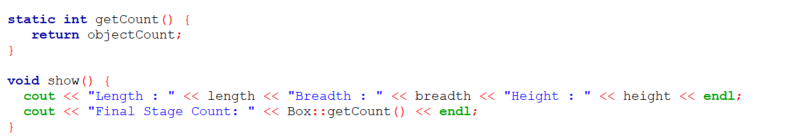 static int getCount() {
return objectCount;
}
void show() {
cout << "Length : " << length << "Breadth : " << breadth << "Height : " << height << endl;
cout << "Final Stage Count: " << Box::getCount() << endl;
}